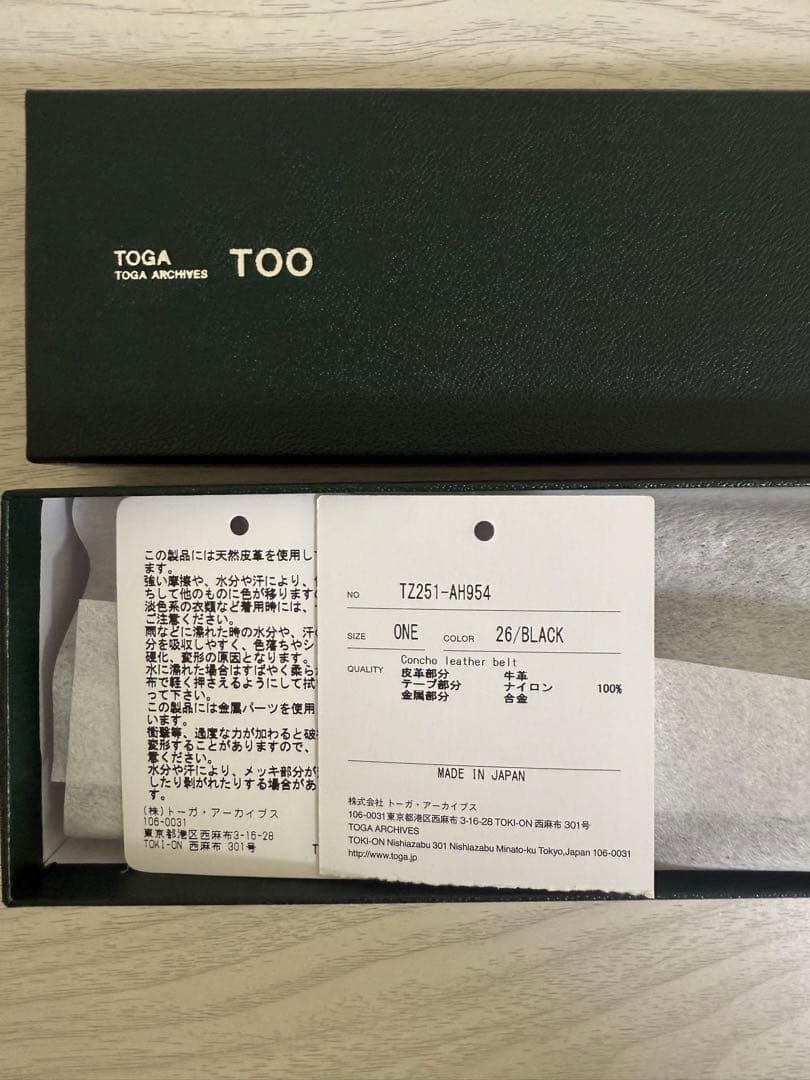 TOGA
TOGA ARCHIVES
TOO
この製品には天然皮革を使用して
ます。
強い摩擦や、水分や汗により、
ちして他のものに色が移りますの
淡色系の衣類など着用時には、
ご注意ください。
雨などに濡れた時の水分や、汗の
分を吸収しやすく、色落ちやシ
硬化、変形の原因となります。
水に濡れた場合はすばやく柔らか
布で軽く押さえるようにして拭
って下さい。
この製品には金属パーツを使用
います。
衝撃等、過度な力が加わると破
変形することがありますので、
意ください。
水分や汗により、メッキ部分が
したり剥がれたりする場合があ
す。
(株)トーガ・アーカイブス
106-0031
東京都港区西麻布3-16-28
TOKI-ON 西麻布 301号
T
NO TZ251-AH954
SIZE ONE COLOR 26/BLACK
QUALITY Concho leather belt
皮革部分 牛革
テープ部分 ナイロン 100%
金属部分 合金
MADE IN JAPAN
株式会社 トーガ・アーカイブス
106-0031東京都港区西麻布 3-16-28 TOKI-ON 西麻布 301号
TOGA ARCHIVES
TOKI-ON Nishiazabu 301 Nishiazabu Minato-ku Tokyo,Japan 106-0031
http://www.toga.jp